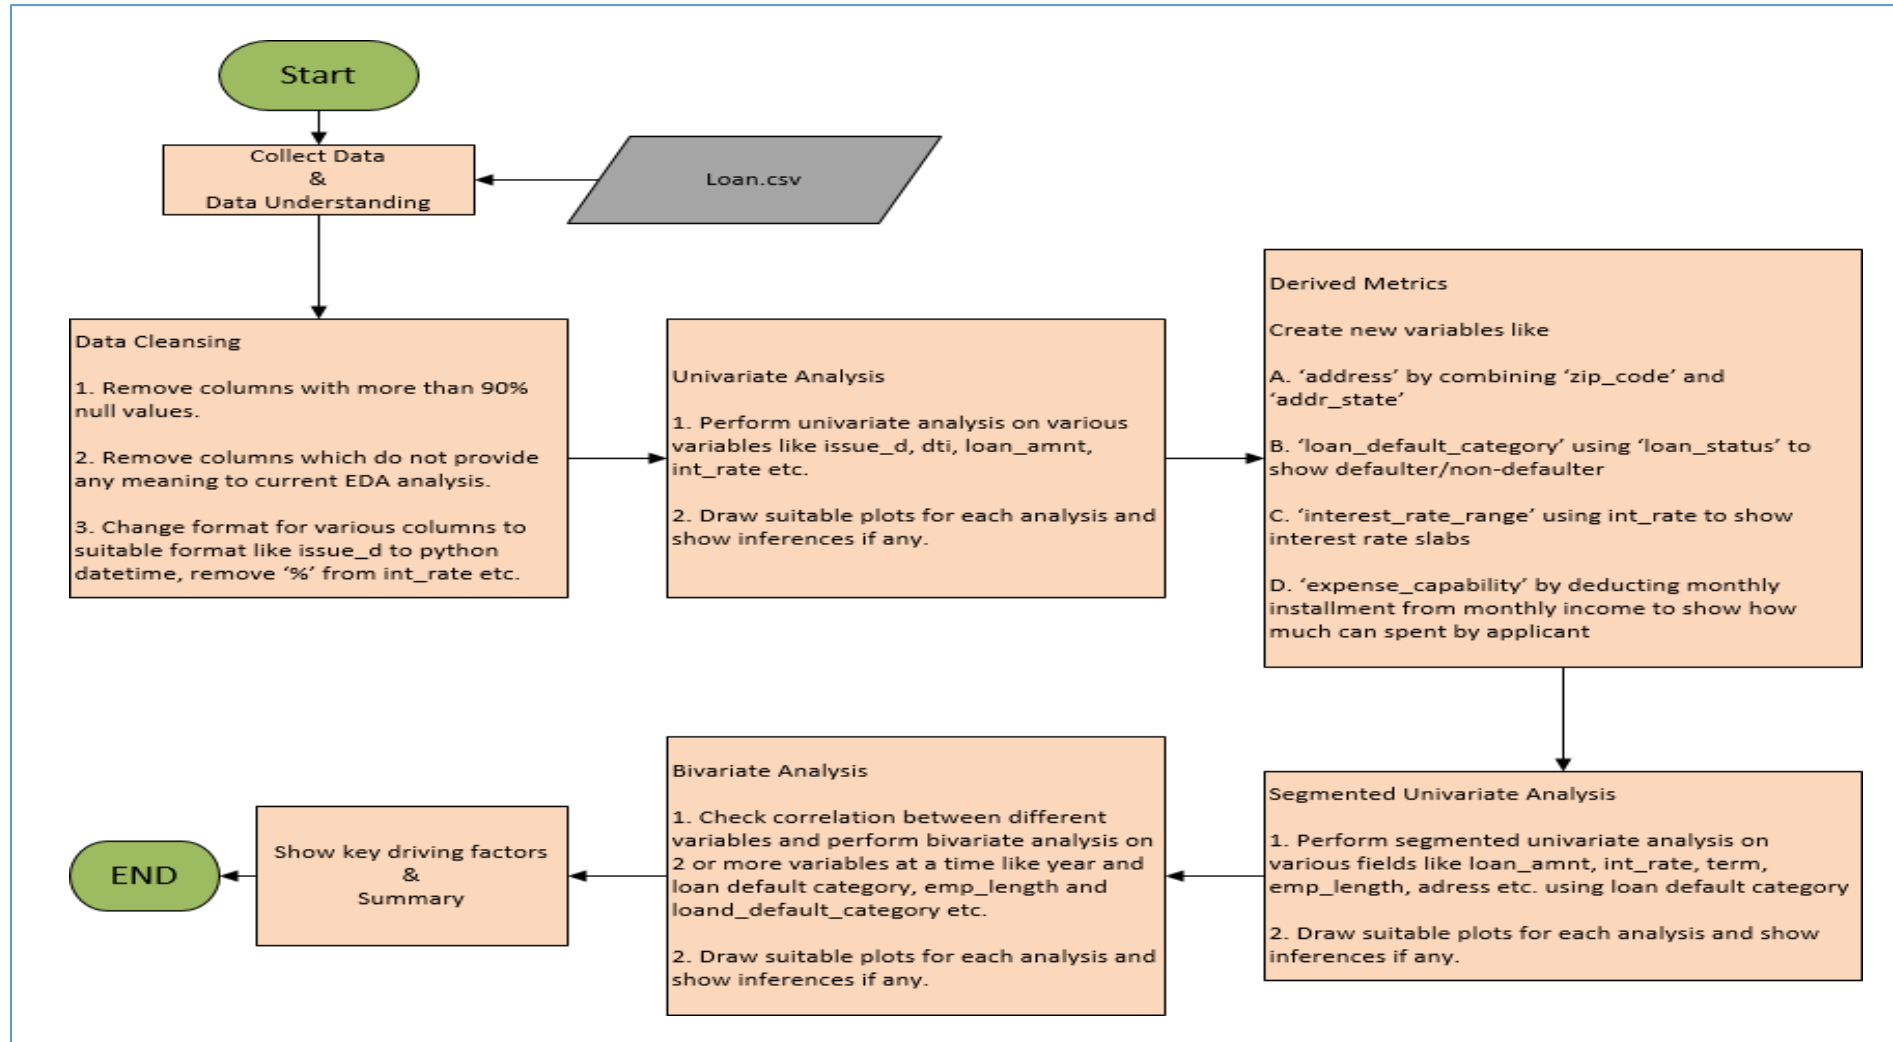 Start
Collect Data
&
Data Understanding
Loan.csv
Data Cleansing
1. Remove columns with more than 90%
null values.
2. Remove columns which do not provide
any meaning to current EDA analysis.
3. Change format for various columns to
suitable format like issue_d to python
datetime, remove ‘%’ from int_rate etc.
Univariate Analysis
1. Perform univariate analysis on various
variables like issue_d, dti, loan_amnt,
int_rate etc.
2. Draw suitable plots for each analysis and
show inferences if any.
Derived Metrics
Create new variables like
A. ‘address’ by combining ‘zip_code’ and
‘addr_state’
B. ‘loan_default_category’ using ‘loan_status’ to
show defaulter/non-defaulter
C. ‘interest_rate_range’ using int_rate to show
interest rate slabs
D. ‘expense_capability’ by deducting monthly
installment from monthly income to show how
much can spent by applicant
Segmented Univariate Analysis
1. Perform segmented univariate analysis on
various fields like loan_amnt, int_rate, term,
emp_length, adress etc. using loan default category
2. Draw suitable plots for each analysis and show
inferences if any.
Bivariate Analysis
1. Check correlation between different
variables and perform bivariate analysis on
2 or more variables at a time like year and
loan default category, emp_length and
loand_default_category etc.
2. Draw suitable plots for each analysis and
show inferences if any.
Show key driving factors
&
Summary
END